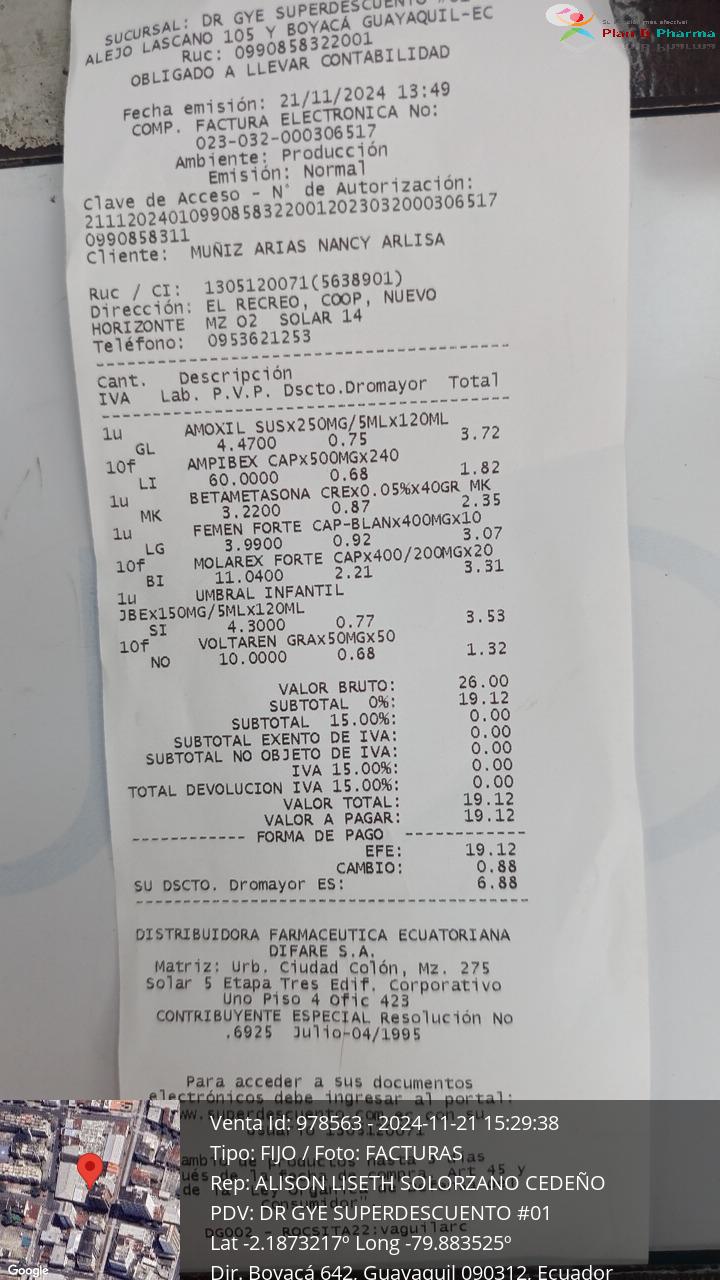 SUCURSAL: DR GYE SUPERDESCUENTO
ALEJO LASCANO 105 Y BOYACÁ GUAYAQUIL-EC
Ruc: 0990858322001
OBLIGADO A LLEVAR CONTABILIDAD
Fecha emisión: 21/11/2024 13:49
COMP. FACTURA ELECTRONICA No:
023-032-000306517
Ambiente: Producción
Emisión: Normal
Clave de Acceso - N° de Autorización:
211120240109908583220012023032000306517
0990858311
Cliente: MUÑIZ ARIAS NANCY ARLISA
Ruc / CI: 1305120071(5638901)
Dirección: EL RECREO, COOP, NUEVO
HORIZONTE MZ O2 SOLAR 14
Teléfono: 0953621253
Cant. Descripción
IVA Lab. P.V.P. Dscto.Dromayor Total
1u AMOXIL SUSx250MG/5MLx120ML
GL 4.4700 0.75 3.72
10f AMPIBEX CAPx500MGx240
LI 60.0000 0.68 1.82
1u BETAMETASONA CREx0.05%x40GR MK
MK 3.2200 0.87 2.35
1u FEMEN FORTE CAP-BLANx400MGx10
LG 3.9900 0.92 3.07
10f MOLAREX FORTE CAPx400/200MGx20
BI 11.0400 2.21 3.31
1u UMBRAL INFANTIL
JBEx150MG/5MLx120ML
SI 4.3000 0.77 3.53
10f VOLTAREN GRAx50MGx50
NO 10.0000 0.68 1.32
VALOR BRUTO: 26.00
SUBTOTAL 0%: 19.12
SUBTOTAL 15.00%: 0.00
SUBTOTAL EXENTO DE IVA: 0.00
SUBTOTAL NO OBJETO DE IVA: 0.00
IVA 15.00%: 0.00
TOTAL DEVOLUCION IVA 15.00%: 0.00
VALOR TOTAL: 19.12
VALOR A PAGAR: 19.12
------------ FORMA DE PAGO ------------
EFE: 19.12
CAMBIO: 0.88
SU DSCTO. Dromayor ES: 6.88
DISTRIBUIDORA FARMACEUTICA ECUATORIANA
DIFARE S.A.
Matriz: Urb. Ciudad Colón, Mz. 275
Solar 5 Etapa Tres Edif. Corporativo
Uno Piso 4 Ofic 423
CONTRIBUYENTE ESPECIAL Resolución No
.6925 Julio-04/1995
Para acceder a sus documentos
electrónicos debe ingresar al portal:
Plan B Pharma
Venta Id: 978563 - 2024-11-21 15:29:38
Tipo: FIJO / Foto: FACTURAS
Rep: ALISON LISETH SOLORZANO CEDEÑO
PDV: DR GYE SUPERDESCUENTO #01
Lat -2.1873217º Long -79.883525º
Dir. Boyacá 642, Guayaquil 090312, Ecuador
Google